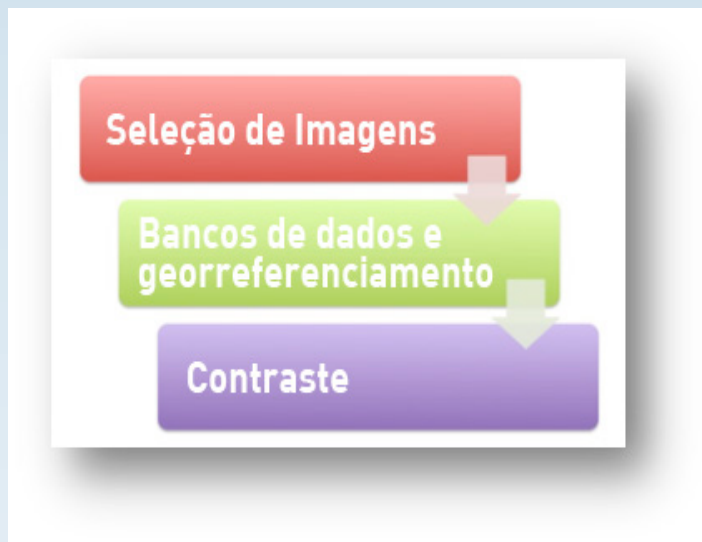 Seleção de Imagens
Bancos de dados e
georreferenciamento
Contraste